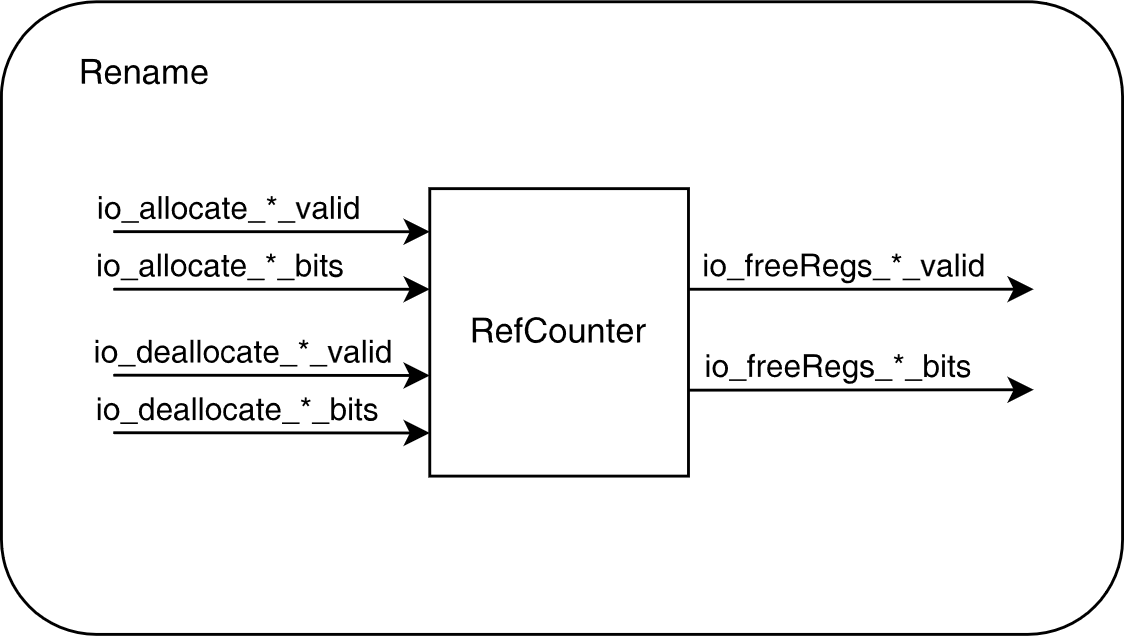 Rename
io_allocate_*_valid
io_allocate_*_bits
io_deallocate_*_valid
io_deallocate_*_bits
RefCounter
io_freeRegs_*_valid
io_freeRegs_*_bits